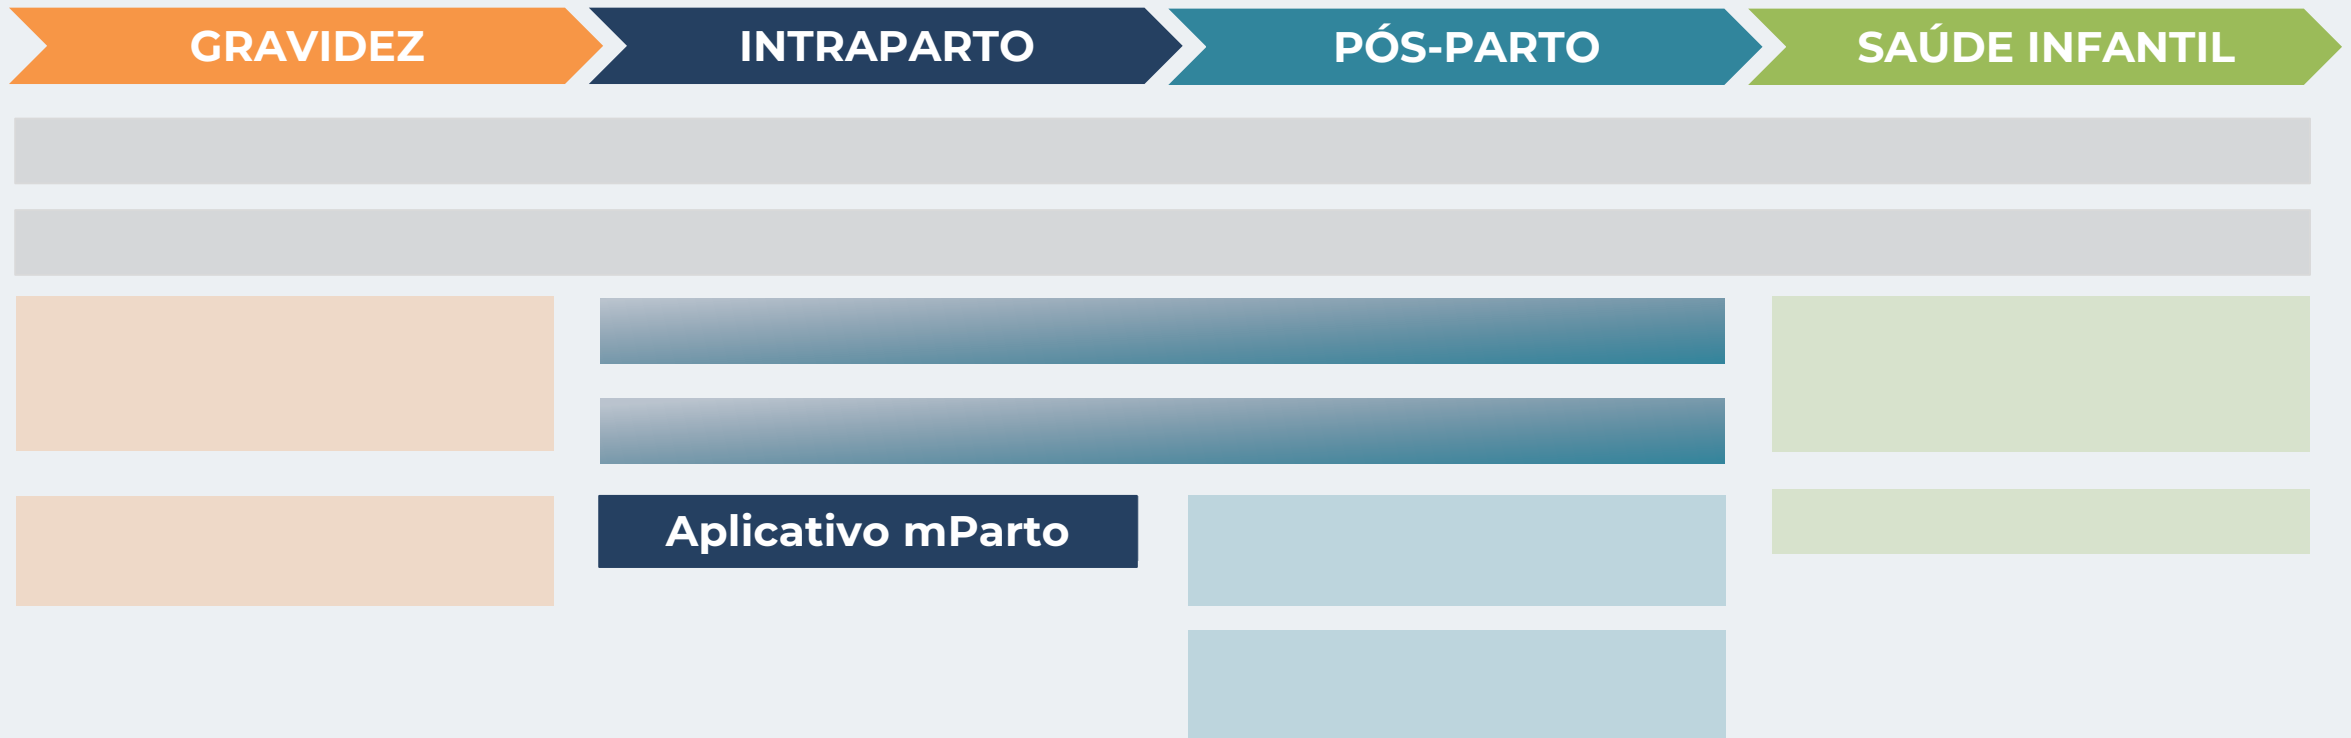 GRAVIDEZ
INTRAPARTO
PÓS-PARTO
SAÚDE INFANTIL
Aplicativo mParto